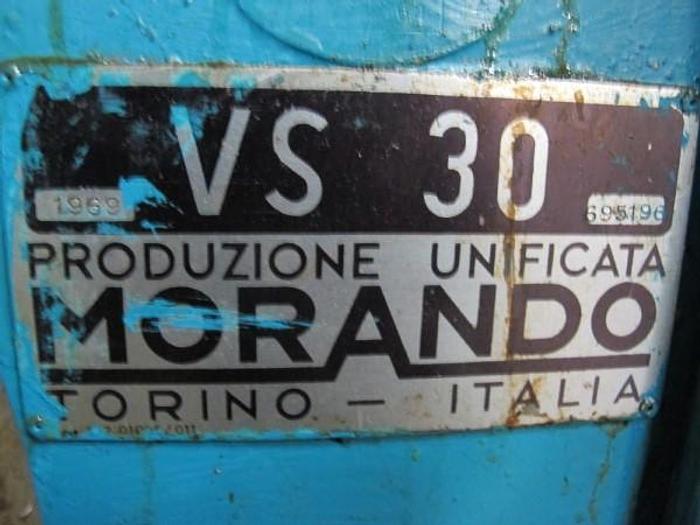 VS 30
1969 695196
PRODUZIONE UNIFICATA
MORANDO
TORINO — ITALIA